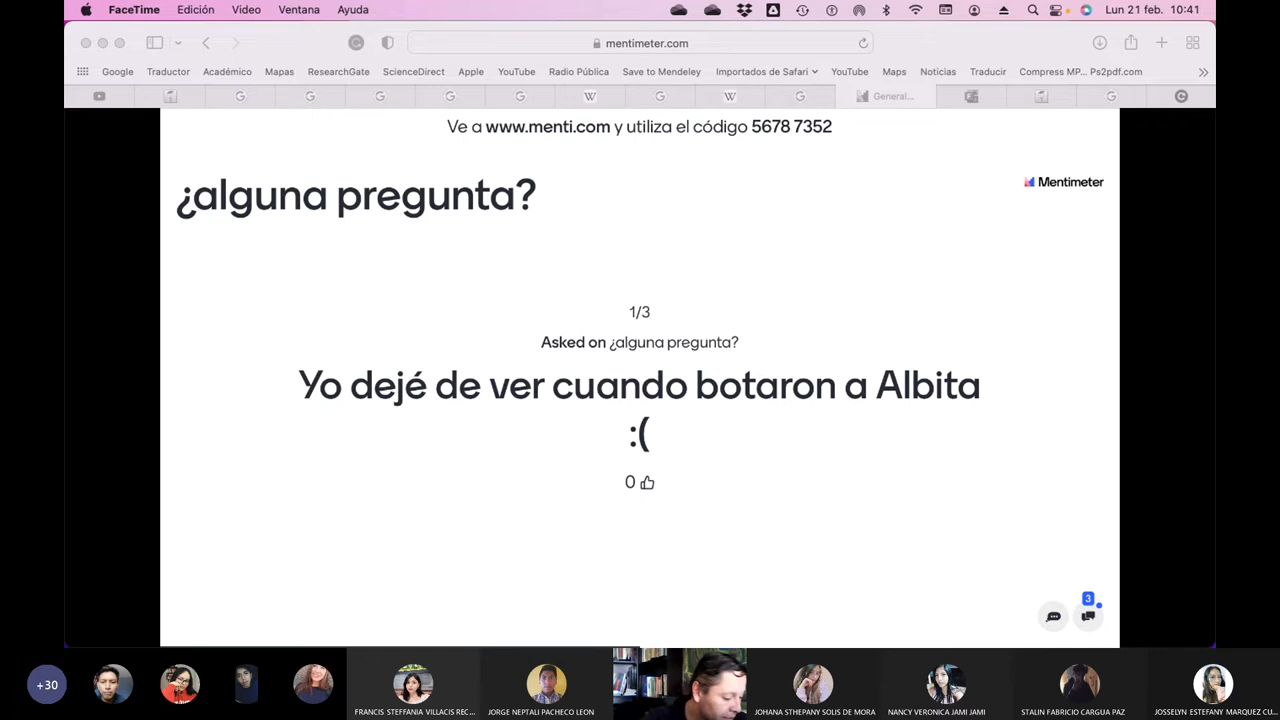 FaceTime Edición Video Ventana Ayuda Lun 21 feb. 10:41
mentimeter.com
Google Traductor Académico Mapas ResearchGate ScienceDirect Apple YouTube Radio Pública Save to Mendeley Importados de Safari YouTube Maps Noticias Traducir Compress MP... Ps2pdf.com
General...
Ve a www.menti.com y utiliza el código 5678 7352
¿alguna pregunta?
Mentimeter
1/3
Asked on ¿alguna pregunta?
Yo dejé de ver cuando botaron a Albita
:(
0
3
+30
FRANCIS STEFFANIA VILLACIS REC... JORGE NEPTALI PACHECO LEON JOHANA STHEPANY SOLIS DE MORA NANCY VERONICA JAMI JAMI STALIN FABRICIO CARGUA PAZ JOSSELYN ESTEFANY MARQUEZ CU...